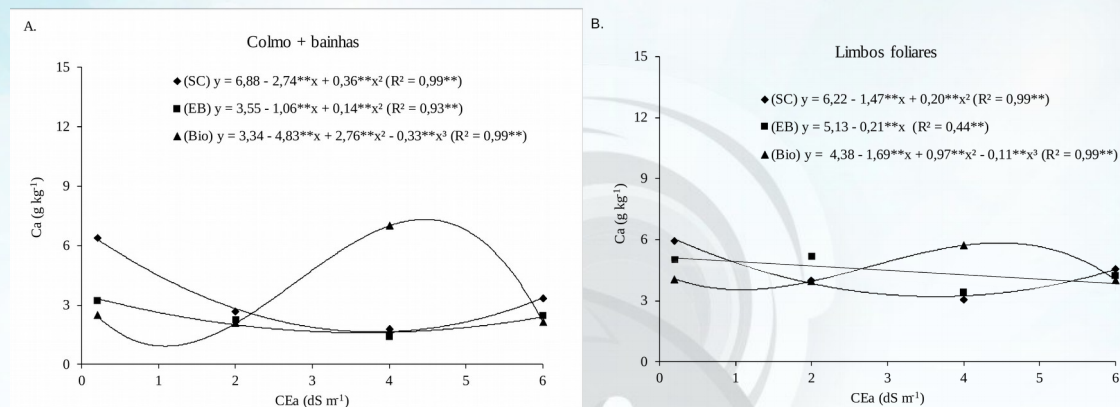 A.
Colmo + bainhas
(SC) y = 6,88 - 2,74**x + 0,36**x² (R² = 0,99**)
(EB) y = 3,55 - 1,06**x + 0,14**x² (R² = 0,93**)
(Bio) y = 3,34 - 4,83**x + 2,76**x² - 0,33**x³ (R² = 0,99**)
15
12
9
6
3
0
Ca (g kg⁻¹)
0 1 2 3 4 5 6
CEa (dS m⁻¹)
B.
Limbos foliares
(SC) y = 6,22 - 1,47**x + 0,20**x² (R² = 0,99**)
(EB) y = 5,13 - 0,21**x (R² = 0,44**)
(Bio) y = 4,38 - 1,69**x + 0,97**x² - 0,11**x³ (R² = 0,99**)
15
12
9
6
3
0
Ca (g kg⁻¹)
0 1 2 3 4 5 6
CEa (dS m⁻¹)